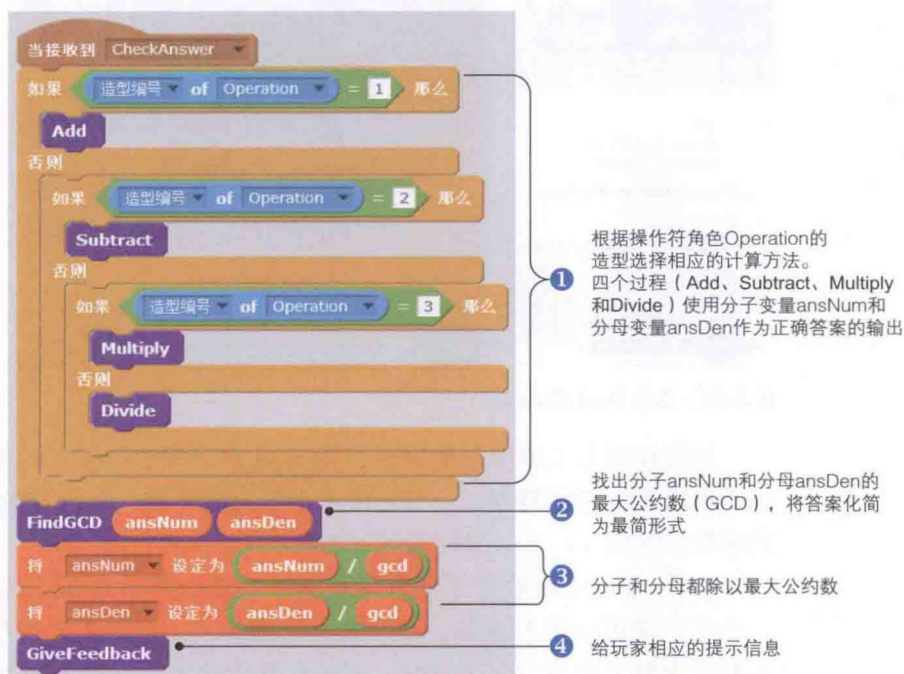 当接收到 CheckAnswer
如果 造型编号 of Operation = 1 那么
Add
否则
如果 造型编号 of Operation = 2 那么
Subtract
否则
如果 造型编号 of Operation = 3 那么
Multiply
否则
Divide
FindGCD ansNum ansDen
将 ansNum 设定为 ansNum / gcd
将 ansDen 设定为 ansDen / gcd
GiveFeedback
1
根据操作符角色Operation的
造型选择相应的计算方法。
四个过程（Add、Subtract、Multiply
和Divide）使用分子变量ansNum和
分母变量ansDen作为正确答案的输出
2
找出分子ansNum和分母ansDen的
最大公约数（GCD），将答案化简
为最简形式
3
分子和分母都除以最大公约数
4
给玩家相应的提示信息